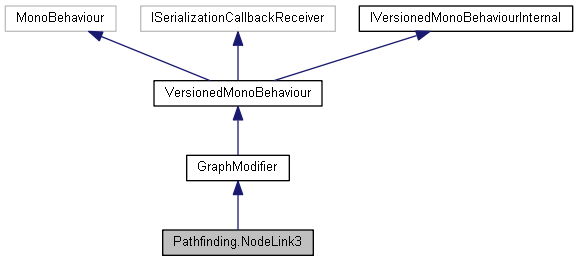 MonoBehaviour
ISerializationCallbackReceiver
IVersionedMonoBehaviourInternal
VersionedMonoBehaviour
GraphModifier
Pathfinding.NodeLink3